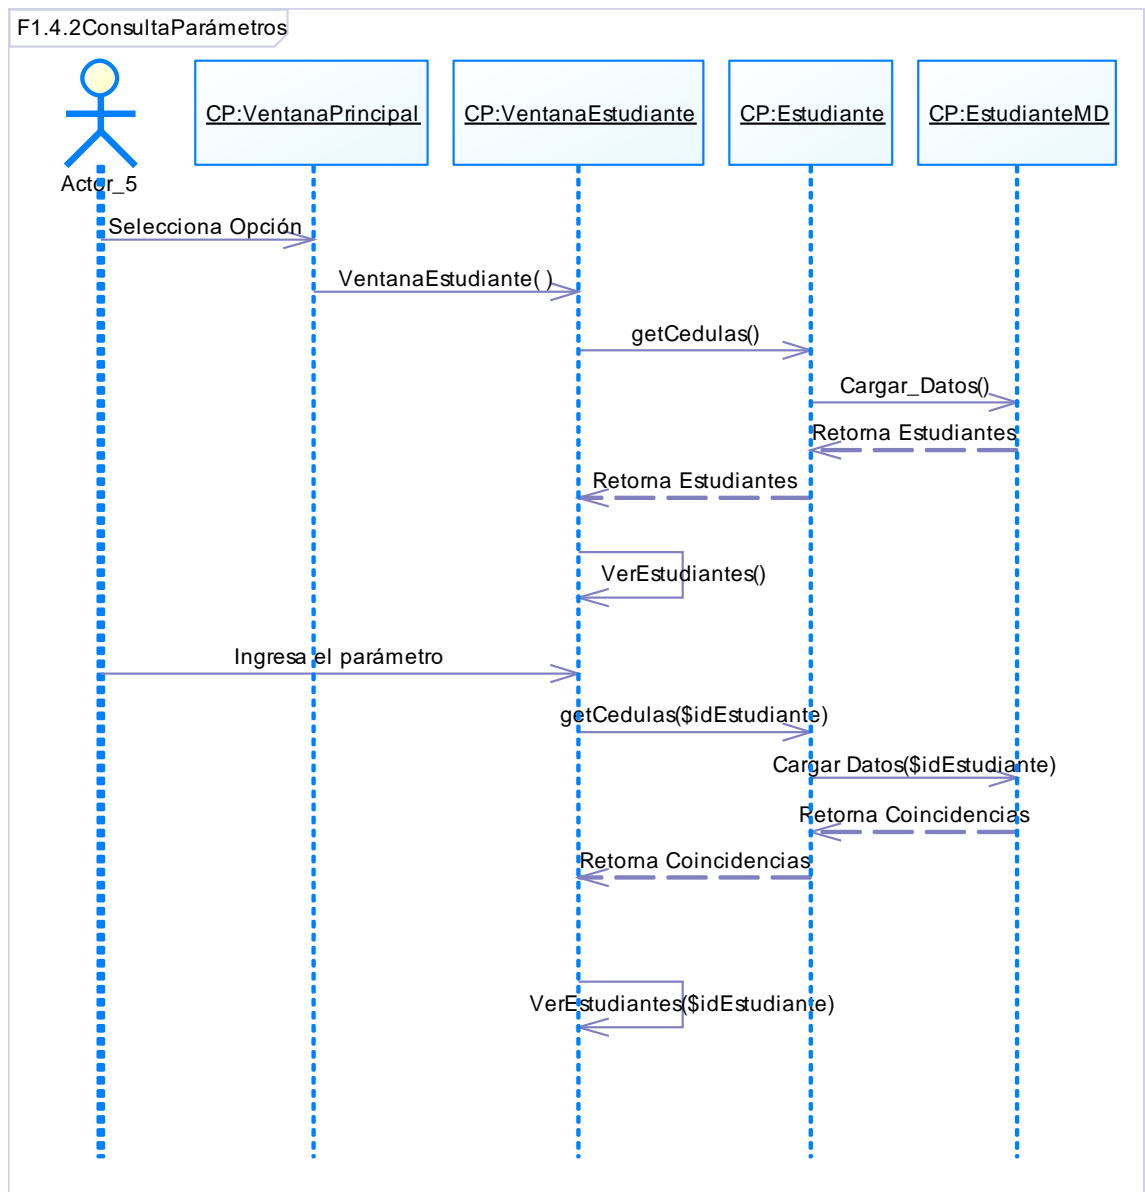 F1.4.2ConsultaParámetros
CP:VentanaPrincipal
CP:VentanaEstudiante
CP:Estudiante
CP:EstudianteMD
Actor_5
Selecciona Opción
VentanaEstudiante( )
getCedulas()
Cargar_Datos()
Retorna Estudiantes
Retorna Estudiantes
VerEstudiantes()
Ingresa el parámetro
getCedulas($idEstudiante)
Cargar Datos($idEstudiante)
Retorna Coincidencias
Retorna Coincidencias
VerEstudiantes($idEstudiante)